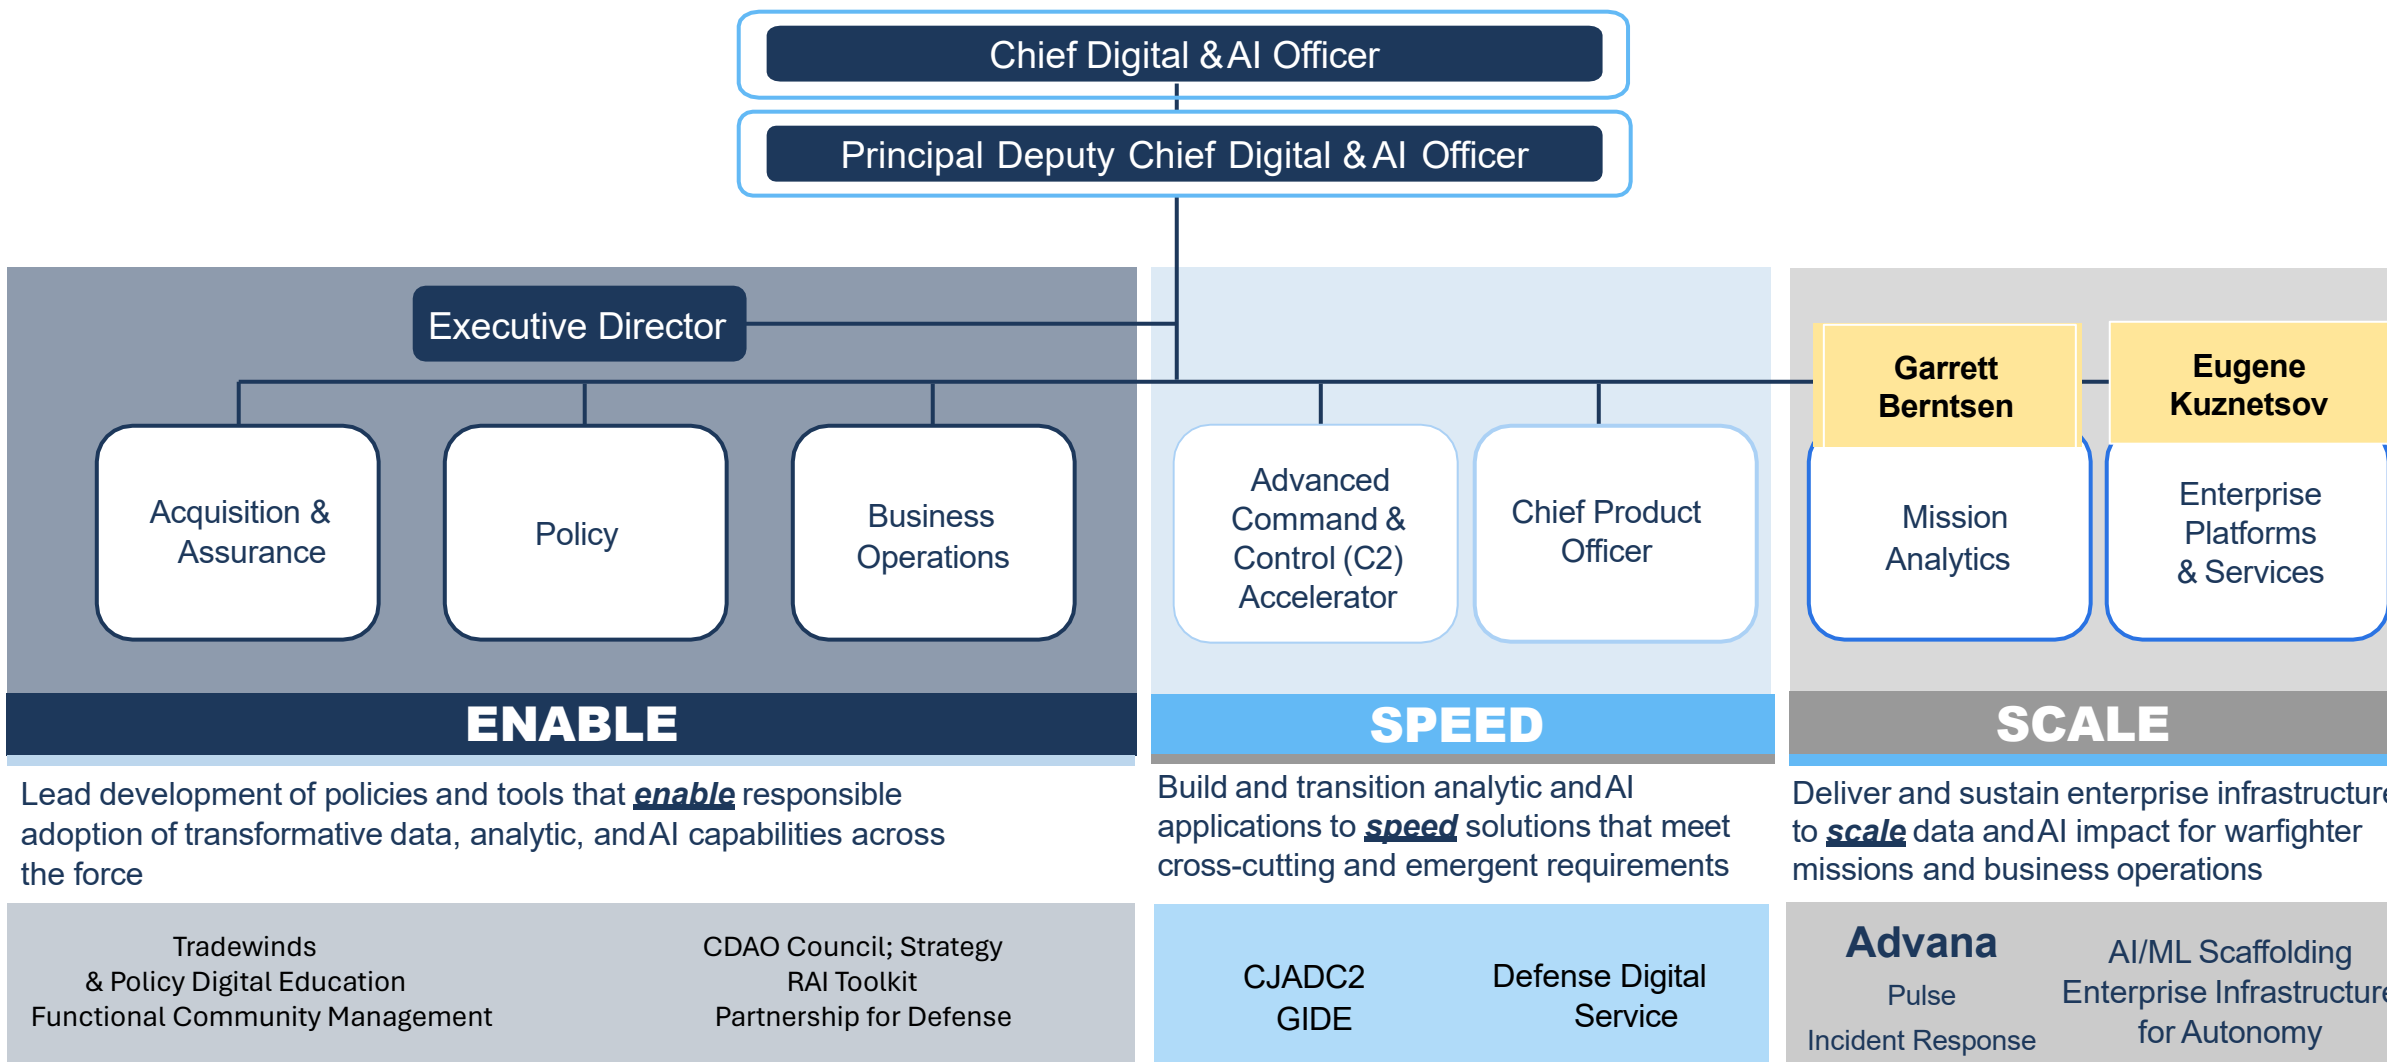 Chief Digital & AI Officer
Principal Deputy Chief Digital & AI Officer
Executive Director
Garrett
Berntsen
Eugene
Kuznetsov
Acquisition &
Assurance
Policy
Business
Operations
Advanced
Command &
Control (C2)
Accelerator
Chief Product
Officer
Mission
Analytics
Enterprise
Platforms
& Services
ENABLE
SPEED
SCALE
Lead development of policies and tools that enable responsible
adoption of transformative data, analytic, and AI capabilities across
the force
Build and transition analytic and AI
applications to speed solutions that meet
cross-cutting and emergent requirements
Deliver and sustain enterprise infrastructure
to scale data and AI impact for warfighter
missions and business operations
Tradewinds
& Policy Digital Education
Functional Community Management
CDAO Council; Strategy
RAI Toolkit
Partnership for Defense
CJADC2
GIDE
Defense Digital
Service
Advana
Pulse
Incident Response
AI/ML Scaffolding
Enterprise Infrastructure
for Autonomy